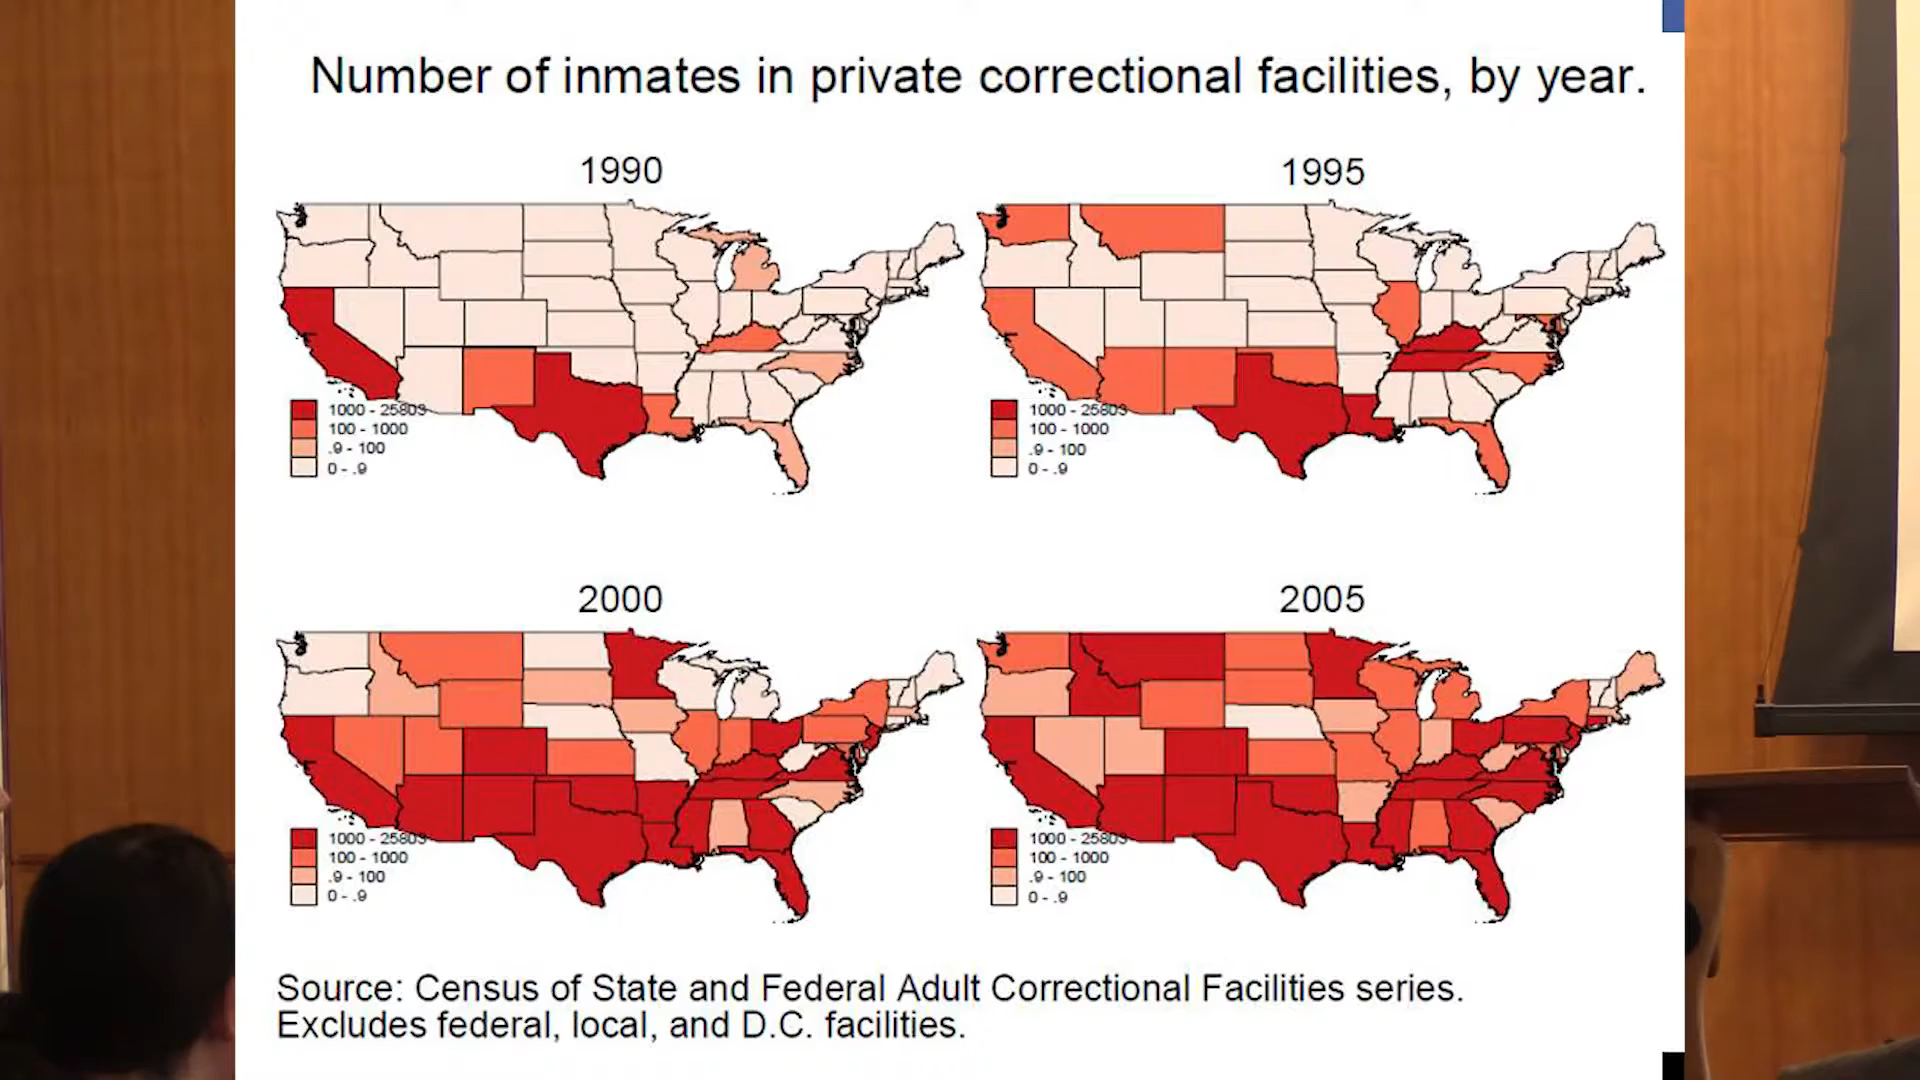 Number of inmates in private correctional facilities, by year.
1990
1995
1000 - 25803
100 - 1000
.9 - 100
0 - .9
1000 - 25803
100 - 1000
.9 - 100
0 - .9
2000
2005
1000 - 25803
100 - 1000
.9 - 100
0 - .9
1000 - 25803
100 - 1000
.9 - 100
0 - .9
Source: Census of State and Federal Adult Correctional Facilities series.
Excludes federal, local, and D.C. facilities.